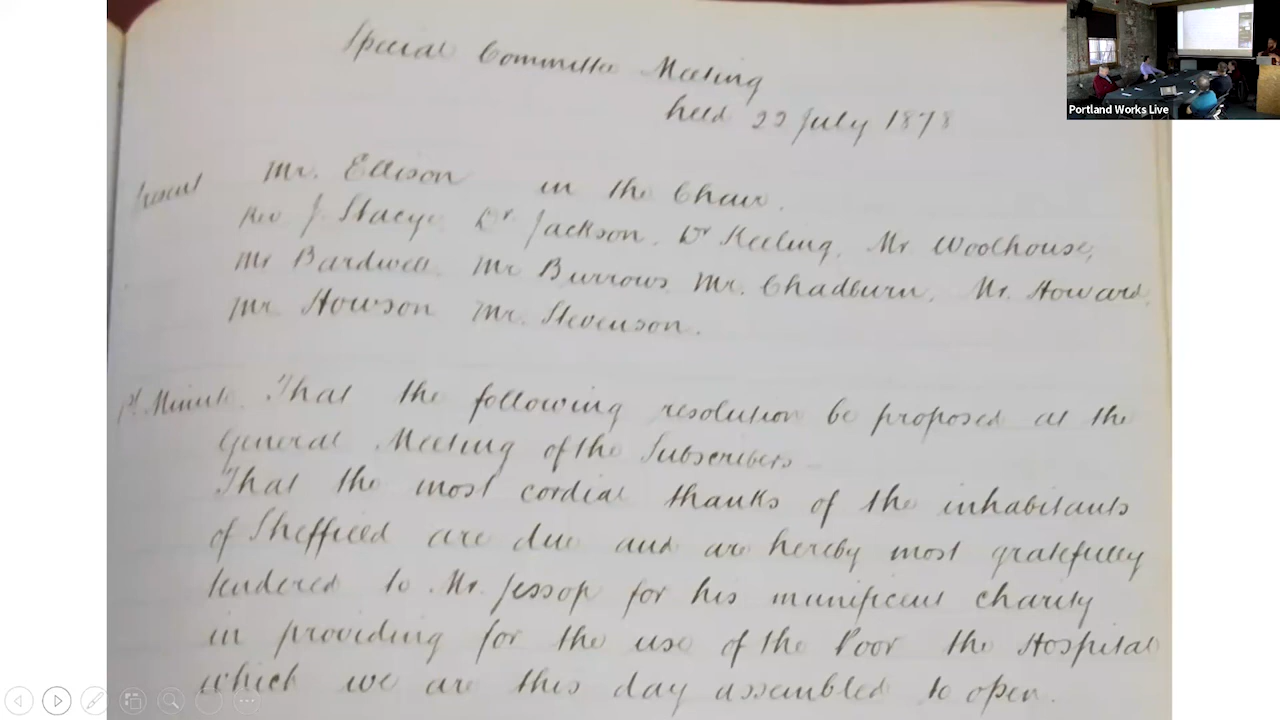 Special Committee Meeting
held 22 July 1878
Present Mr. Ellison in the Chair.
Rev J. Stacye Dr Jackson, Dr Keeling, Mr. Woolhouse,
Mr Bardwell Mr Burrows Mr. Chadburn, Mr. Howard,
Mr Howson Mr. Stevenson.
1st Minute. That the following resolution be proposed at the
General Meeting of the Subscribers
That the most cordial thanks of the inhabitants
of Sheffield are due and are hereby most gratefully
tendered to Mr. Jessop for his munificent charity
in providing for the use of the Poor the Hospital
which we are this day assembled to open.
Portland Works Live